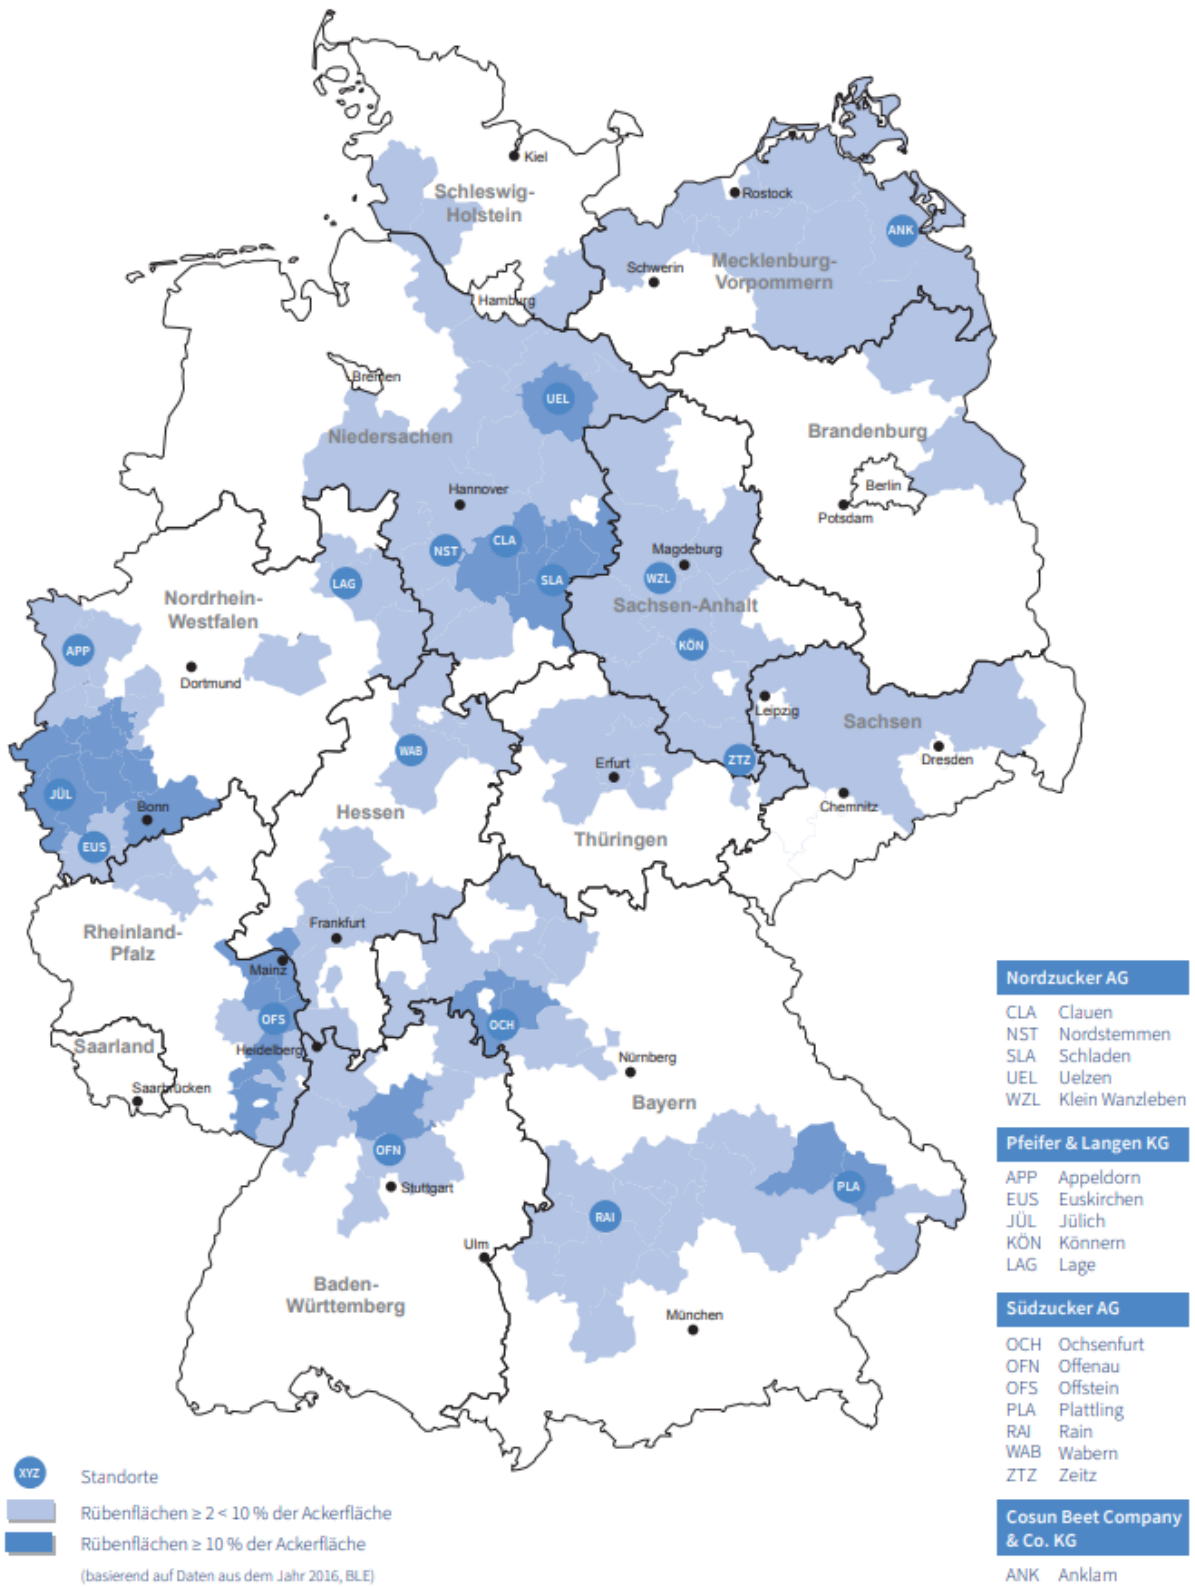 Kiel
Schleswig-
Holstein
Rostock
ANK
Mecklenburg-
Vorpommern
Schwerin
Hamburg
Bremen
UEL
Niedersachen
Brandenburg
Berlin
Potsdam
Hannover
CLA
NST
SLA
Magdeburg
WZL
Sachsen-Anhalt
LAG
Nordrhein-
Westfalen
KÖN
APP
Dortmund
Leipzig
Sachsen
Dresden
WAB
ZTZ
Erfurt
JÜL
Bonn
Chemnitz
Hessen
Thüringen
EUS
Frankfurt
Rheinland-
Pfalz
Mainz
OFS
OCH
Saarland
Heidelberg
Nürnberg
Saarbrücken
Bayern
OFN
Stuttgart
PLA
RAI
Ulm
Baden-
Württemberg
München
Nordzucker AG
CLA Clauen
NST Nordstemmen
SLA Schladen
UEL Uelzen
WZL Klein Wanzleben
Pfeifer & Langen KG
APP Appeldorn
EUS Euskirchen
JÜL Jülich
KÖN Könnern
LAG Lage
Südzucker AG
OCH Ochsenfurt
OFN Offenau
OFS Offstein
PLA Plattling
RAI Rain
WAB Wabern
ZTZ Zeitz
Cosun Beet Company
& Co. KG
ANK Anklam
XYZ Standorte
Rübenflächen ≥ 2 < 10 % der Ackerfläche
Rübenflächen ≥ 10 % der Ackerfläche
(basierend auf Daten aus dem Jahr 2016, BLE)